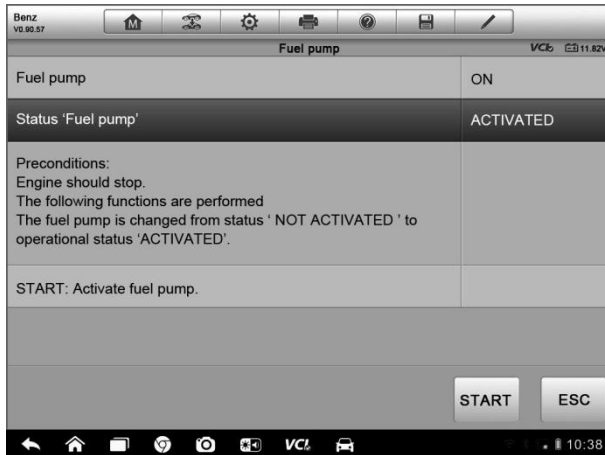 Benz
V0.90.57
M
Fuel pump
VCI
11.82V
Fuel pump
ON
Status ‘Fuel pump’
ACTIVATED
Preconditions:
Engine should stop.
The following functions are performed
The fuel pump is changed from status ‘ NOT ACTIVATED ’ to
operational status ‘ACTIVATED’.
START: Activate fuel pump.
START
ESC
VCI
10:38